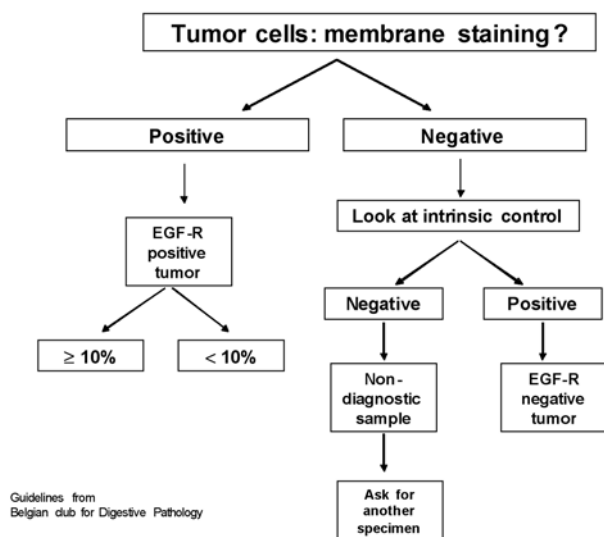 Tumor cells: membrane staining ?
Positive
Negative
Look at intrinsic control
EGF-R
positive
tumor
Negative
Positive
≥ 10%
< 10%
Non-
diagnostic
sample
EGF-R
negative
tumor
Ask for
another
specimen
Guidelines from
Belgian club for Digestive Pathology